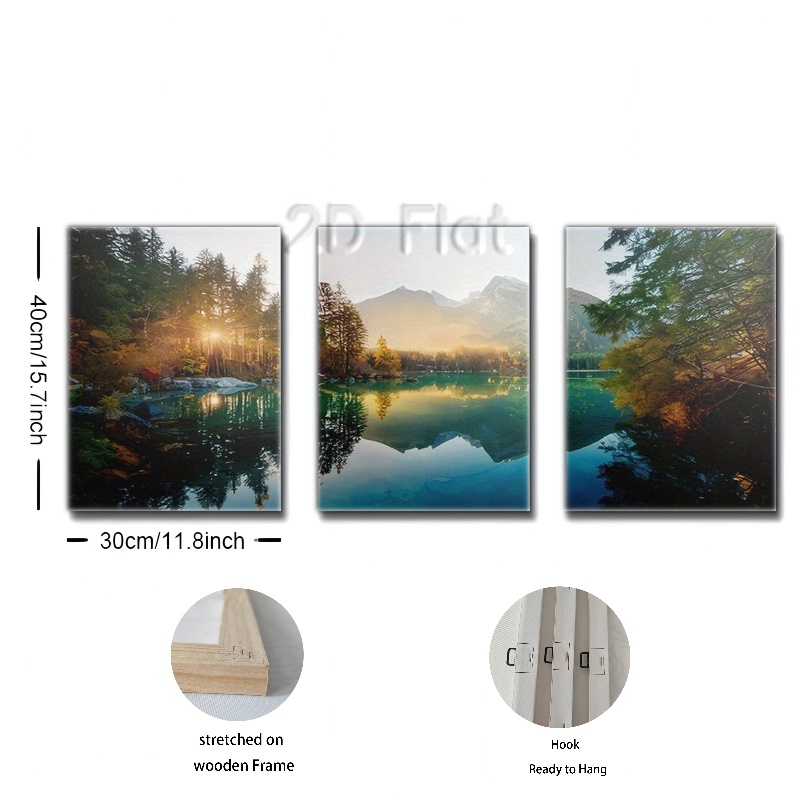 2D Flat
40cm/15.7inch
30cm/11.8inch
stretched on
wooden Frame
Hook
Ready to Hang